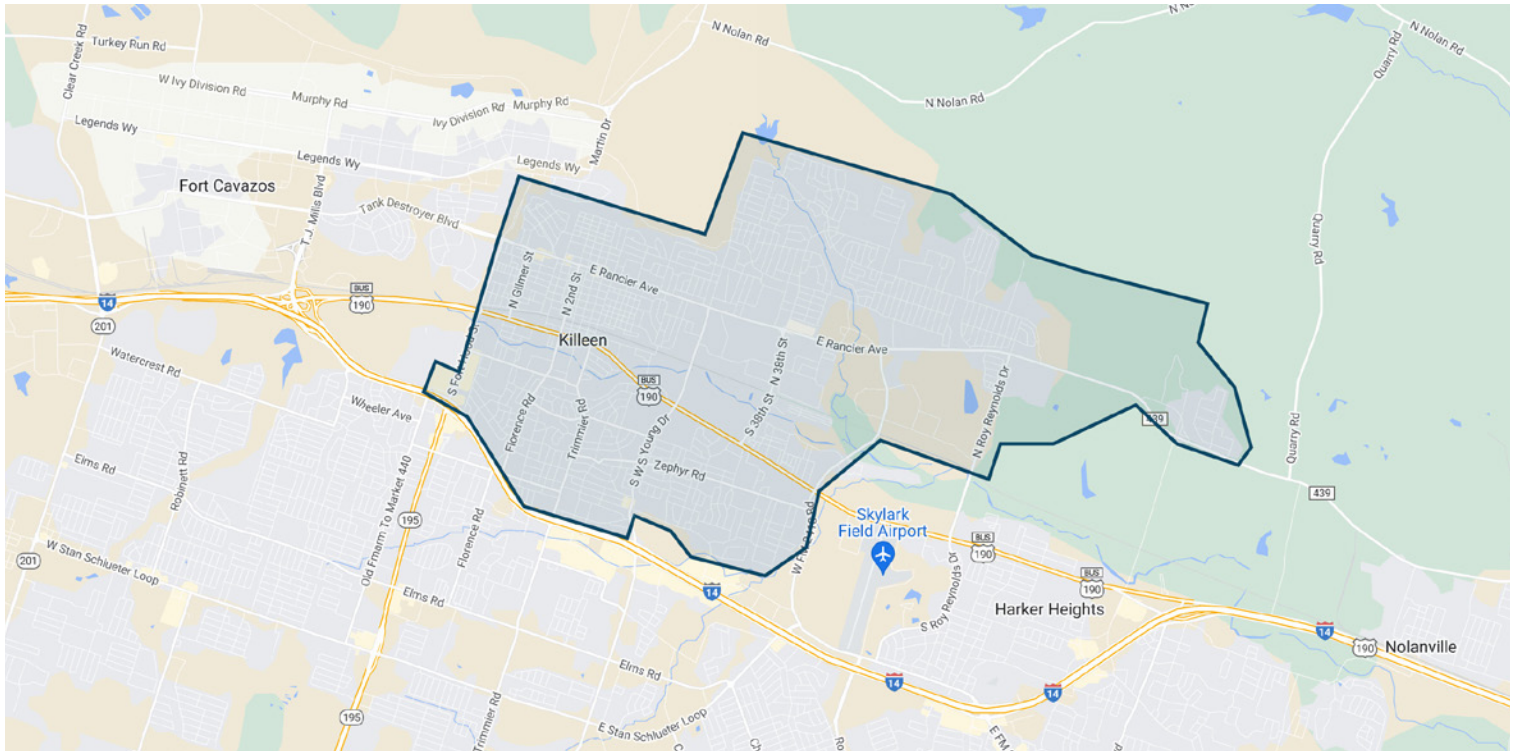 N Nolan Rd
N Nolan Rd
Clear Creek Rd
Turkey Run Rd
Quarry Rd
W Ivy Division Rd
Murphy Rd
Ivy Division Rd
Murphy Rd
N Nolan Rd
Legends Wy
Martin Dr
Legends Wy
Legends Wy
Fort Cavazos
Tank Destroyer Blvd
T.J. Mills Blvd
Quarry Rd
N Gilmer St
N 2nd St
E Rancier Ave
14
201
BUS
190
Killeen
S Fort Hood St
E Rancier Ave
N 38th St
Watercrest Rd
Wheeler Ave
BUS
190
S 38th St
N Roy Reynolds Dr
439
Florence Rd
Trimmier Rd
S W S Young Dr
Quarry Rd
Elms Rd
Robinett Rd
Zephyr Rd
Old Fmarm To Market 440
195
Florence Rd
439
Skylark
Field Airport
BUS
190
201
W Stan Schlueter Loop
BUS
190
14
Elms Rd
S Roy Reynolds Dr
Harker Heights
14
190
Nolanville
Elms Rd
14
14
195
Trimmier Rd
E Stan Schlueter Loop